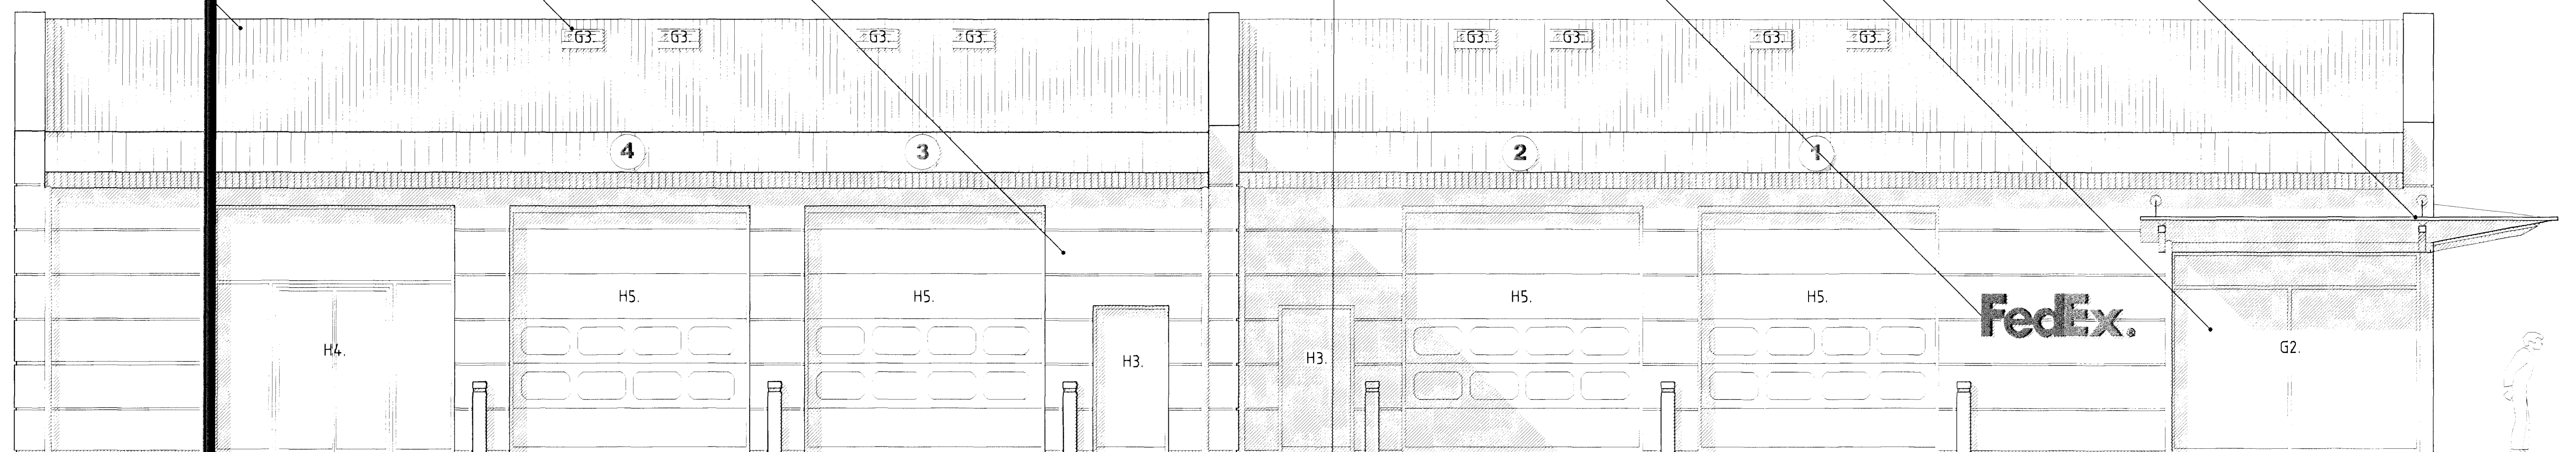 G3. G3. G3. G3. G3. G3. G3. G3.
4 3 2 1
H5. H5. H5. H5.
FedEx®
H4. H3. H3. G2.